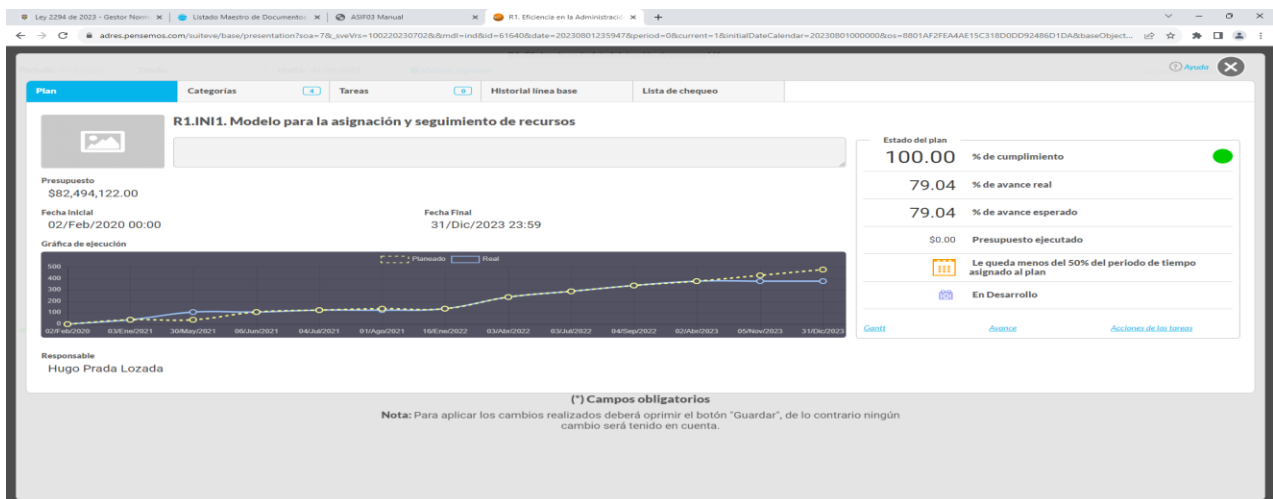 Ley 2294 de 2023 - Gestor Norm
Listado Maestro de Documentos
ASIF03 Manual
R1. Eficiencia en la Administració
adres.pensemos.com/suiteve/base/presentation?soa=7&_sveVrs=100220230702&&mdl=ind&id=61640&date=20230801235947&period=0&current=1&initialDateCalendar=20230801000000&os=8801AF2FEA4AE15C318D0DD92486D1DA&baseObject...
Ayuda
Plan
Categorías 4
Tareas 0
Historial línea base
Lista de chequeo
R1.INI1. Modelo para la asignación y seguimiento de recursos
Presupuesto
$82,494,122.00
Fecha Inicial
02/Feb/2020 00:00
Fecha Final
31/Dic/2023 23:59
Gráfica de ejecución
Planeado Real
500
400
300
200
100
0
02/Feb/2020 03/Ene/2021 30/May/2021 06/Jun/2021 04/Jul/2021 01/Ago/2021 16/Ene/2022 03/Abr/2022 03/Jul/2022 04/Sep/2022 02/Abr/2023 05/Nov/2023 31/Dic/2023
Responsable
Hugo Prada Lozada
Estado del plan
100.00 % de cumplimiento
79.04 % de avance real
79.04 % de avance esperado
$0.00 Presupuesto ejecutado
Le queda menos del 50% del periodo de tiempo
asignado al plan
En Desarrollo
Gantt Avance Acciones de las tareas
(*) Campos obligatorios
Nota: Para aplicar los cambios realizados deberá oprimir el botón "Guardar", de lo contrario ningún
cambio será tenido en cuenta.